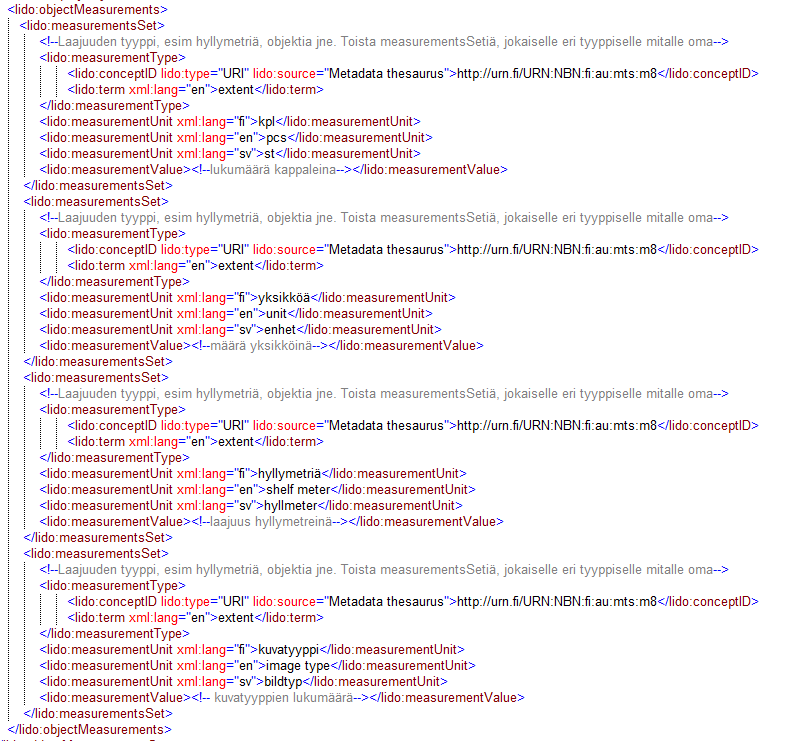 <lido:objectMeasurements>
<lido:measurementsSet>
<!--Laajuuden tyyppi, esim hyllymetriä, objektia jne. Toista measurementsSetiä, jokaiselle eri tyyppiselle mitalle oma-->
<lido:measurementType>
<lido:conceptID lido:type="URI" lido:source="Metadata thesaurus">http://urn.fi/URN:NBN:fi:au:mts:m8</lido:conceptID>
<lido:term xml:lang="en">extent</lido:term>
</lido:measurementType>
<lido:measurementUnit xml:lang="fi">kpl</lido:measurementUnit>
<lido:measurementUnit xml:lang="en">pcs</lido:measurementUnit>
<lido:measurementUnit xml:lang="sv">st</lido:measurementUnit>
<lido:measurementValue><!--lukumäärä kappaleina--></lido:measurementValue>
</lido:measurementsSet>
<lido:measurementsSet>
<!--Laajuuden tyyppi, esim hyllymetriä, objektia jne. Toista measurementsSetiä, jokaiselle eri tyyppiselle mitalle oma-->
<lido:measurementType>
<lido:conceptID lido:type="URI" lido:source="Metadata thesaurus">http://urn.fi/URN:NBN:fi:au:mts:m8</lido:conceptID>
<lido:term xml:lang="en">extent</lido:term>
</lido:measurementType>
<lido:measurementUnit xml:lang="fi">yksikköä</lido:measurementUnit>
<lido:measurementUnit xml:lang="en">unit</lido:measurementUnit>
<lido:measurementUnit xml:lang="sv">enhet</lido:measurementUnit>
<lido:measurementValue><!--määrä yksikköinä--></lido:measurementValue>
</lido:measurementsSet>
<lido:measurementsSet>
<!--Laajuuden tyyppi, esim hyllymetriä, objektia jne. Toista measurementsSetiä, jokaiselle eri tyyppiselle mitalle oma-->
<lido:measurementType>
<lido:conceptID lido:type="URI" lido:source="Metadata thesaurus">http://urn.fi/URN:NBN:fi:au:mts:m8</lido:conceptID>
<lido:term xml:lang="en">extent</lido:term>
</lido:measurementType>
<lido:measurementUnit xml:lang="fi">hyllymetriä</lido:measurementUnit>
<lido:measurementUnit xml:lang="en">shelf meter</lido:measurementUnit>
<lido:measurementUnit xml:lang="sv">hyllmeter</lido:measurementUnit>
<lido:measurementValue><!--laajuus hyllymetreinä--></lido:measurementValue>
</lido:measurementsSet>
<lido:measurementsSet>
<!--Laajuuden tyyppi, esim hyllymetriä, objektia jne. Toista measurementsSetiä, jokaiselle eri tyyppiselle mitalle oma-->
<lido:measurementType>
<lido:conceptID lido:type="URI" lido:source="Metadata thesaurus">http://urn.fi/URN:NBN:fi:au:mts:m8</lido:conceptID>
<lido:term xml:lang="en">extent</lido:term>
</lido:measurementType>
<lido:measurementUnit xml:lang="fi">kuvatyyppi</lido:measurementUnit>
<lido:measurementUnit xml:lang="en">image type</lido:measurementUnit>
<lido:measurementUnit xml:lang="sv">bildtyp</lido:measurementUnit>
<lido:measurementValue><!-- kuvatyyppien lukumäärä--></lido:measurementValue>
</lido:measurementsSet>
</lido:objectMeasurements>